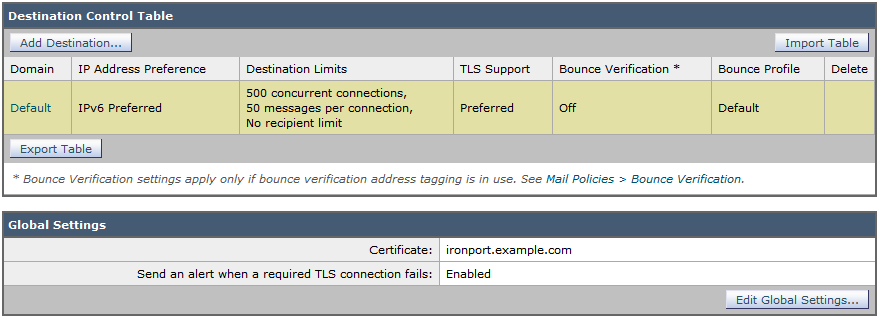 Destination Control Table
Add Destination...
Import Table
Domain IP Address Preference Destination Limits TLS Support Bounce Verification * Bounce Profile Delete
Default IPv6 Preferred 500 concurrent connections, 50 messages per connection, No recipient limit Preferred Off Default
Export Table
* Bounce Verification settings apply only if bounce verification address tagging is in use. See Mail Policies > Bounce Verification.
Global Settings
Certificate: ironport.example.com
Send an alert when a required TLS connection fails: Enabled
Edit Global Settings...